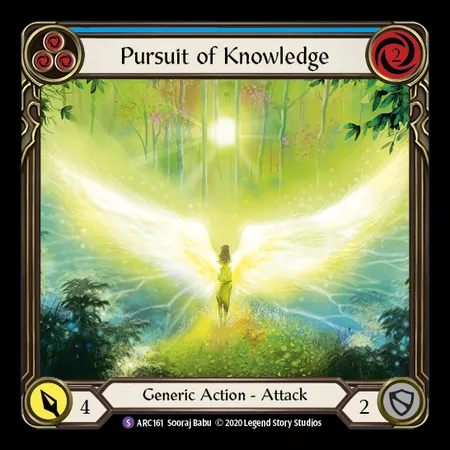 Pursuit of Knowledge
2
Generic Action - Attack
4
2
S ARC161 Sooraj Babu © 2020 Legend Story Studios